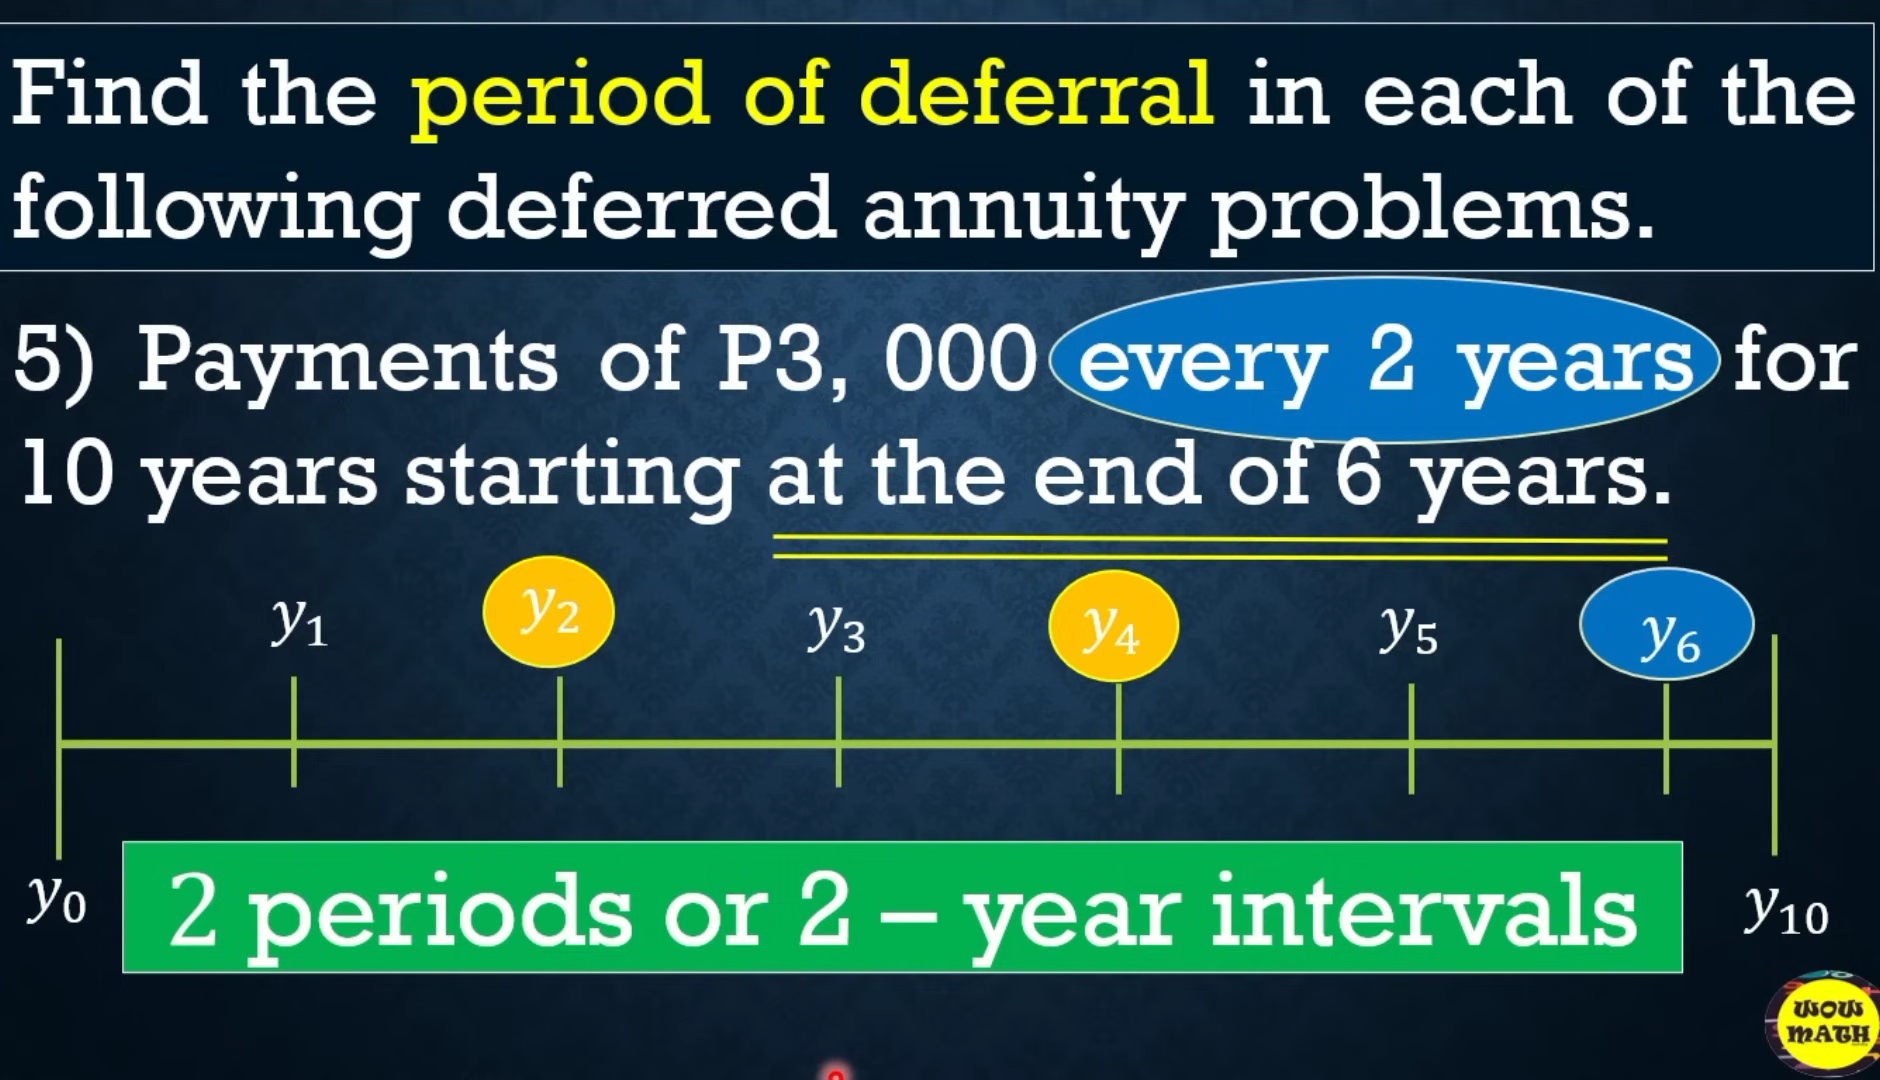 Find the period of deferral in each of the
following deferred annuity problems.
5) Payments of P3, 000 every 2 years for
10 years starting at the end of 6 years.
y₁ y₂ y₃ y₄ y₅ y₆
y₀ 2 periods or 2 – year intervals y₁₀
WOW
MATH